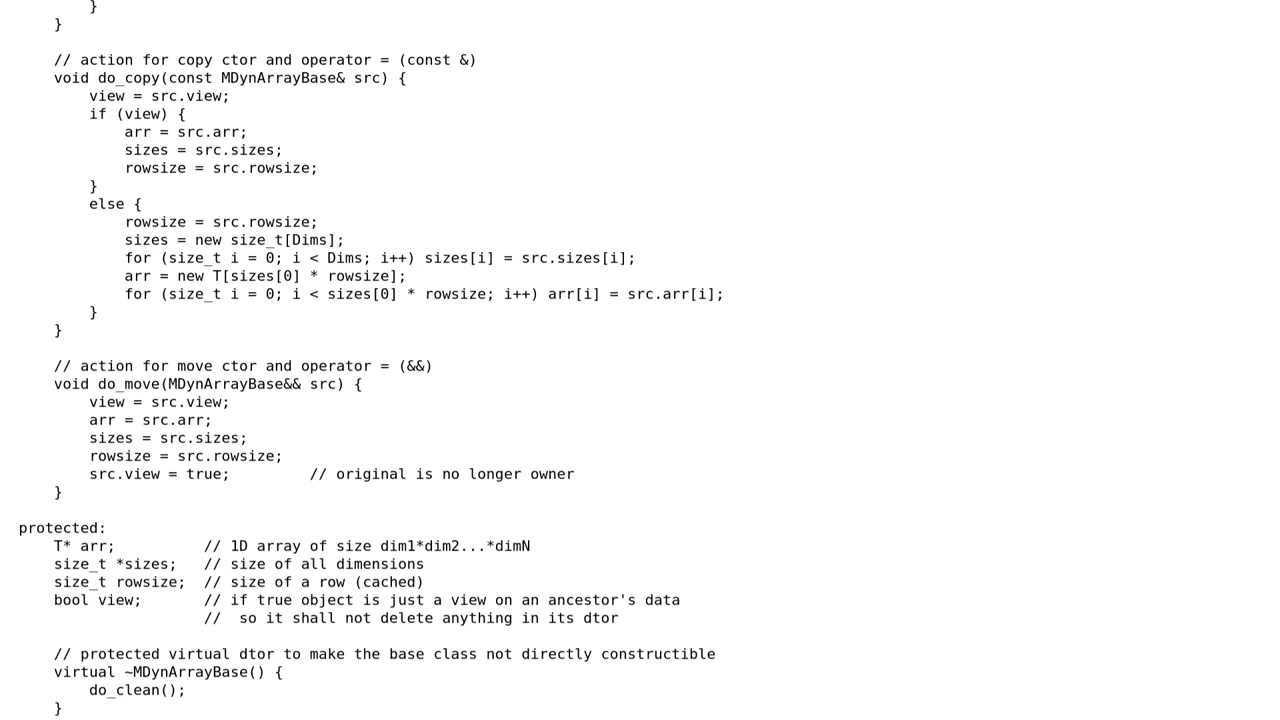 }
    }

    // action for copy ctor and operator = (const &)
    void do_copy(const MDynArrayBase& src) {
        view = src.view;
        if (view) {
            arr = src.arr;
            sizes = src.sizes;
            rowsize = src.rowsize;
        }
        else {
            rowsize = src.rowsize;
            sizes = new size_t[Dims];
            for (size_t i = 0; i < Dims; i++) sizes[i] = src.sizes[i];
            arr = new T[sizes[0] * rowsize];
            for (size_t i = 0; i < sizes[0] * rowsize; i++) arr[i] = src.arr[i];
        }
    }

    // action for move ctor and operator = (&&)
    void do_move(MDynArrayBase&& src) {
        view = src.view;
        arr = src.arr;
        sizes = src.sizes;
        rowsize = src.rowsize;
        src.view = true;         // original is no longer owner
    }

protected:
    T* arr;          // 1D array of size dim1*dim2...*dimN
    size_t *sizes;   // size of all dimensions
    size_t rowsize;  // size of a row (cached)
    bool view;       // if true object is just a view on an ancestor's data
                     //  so it shall not delete anything in its dtor

    // protected virtual dtor to make the base class not directly constructible
    virtual ~MDynArrayBase() {
        do_clean();
    }